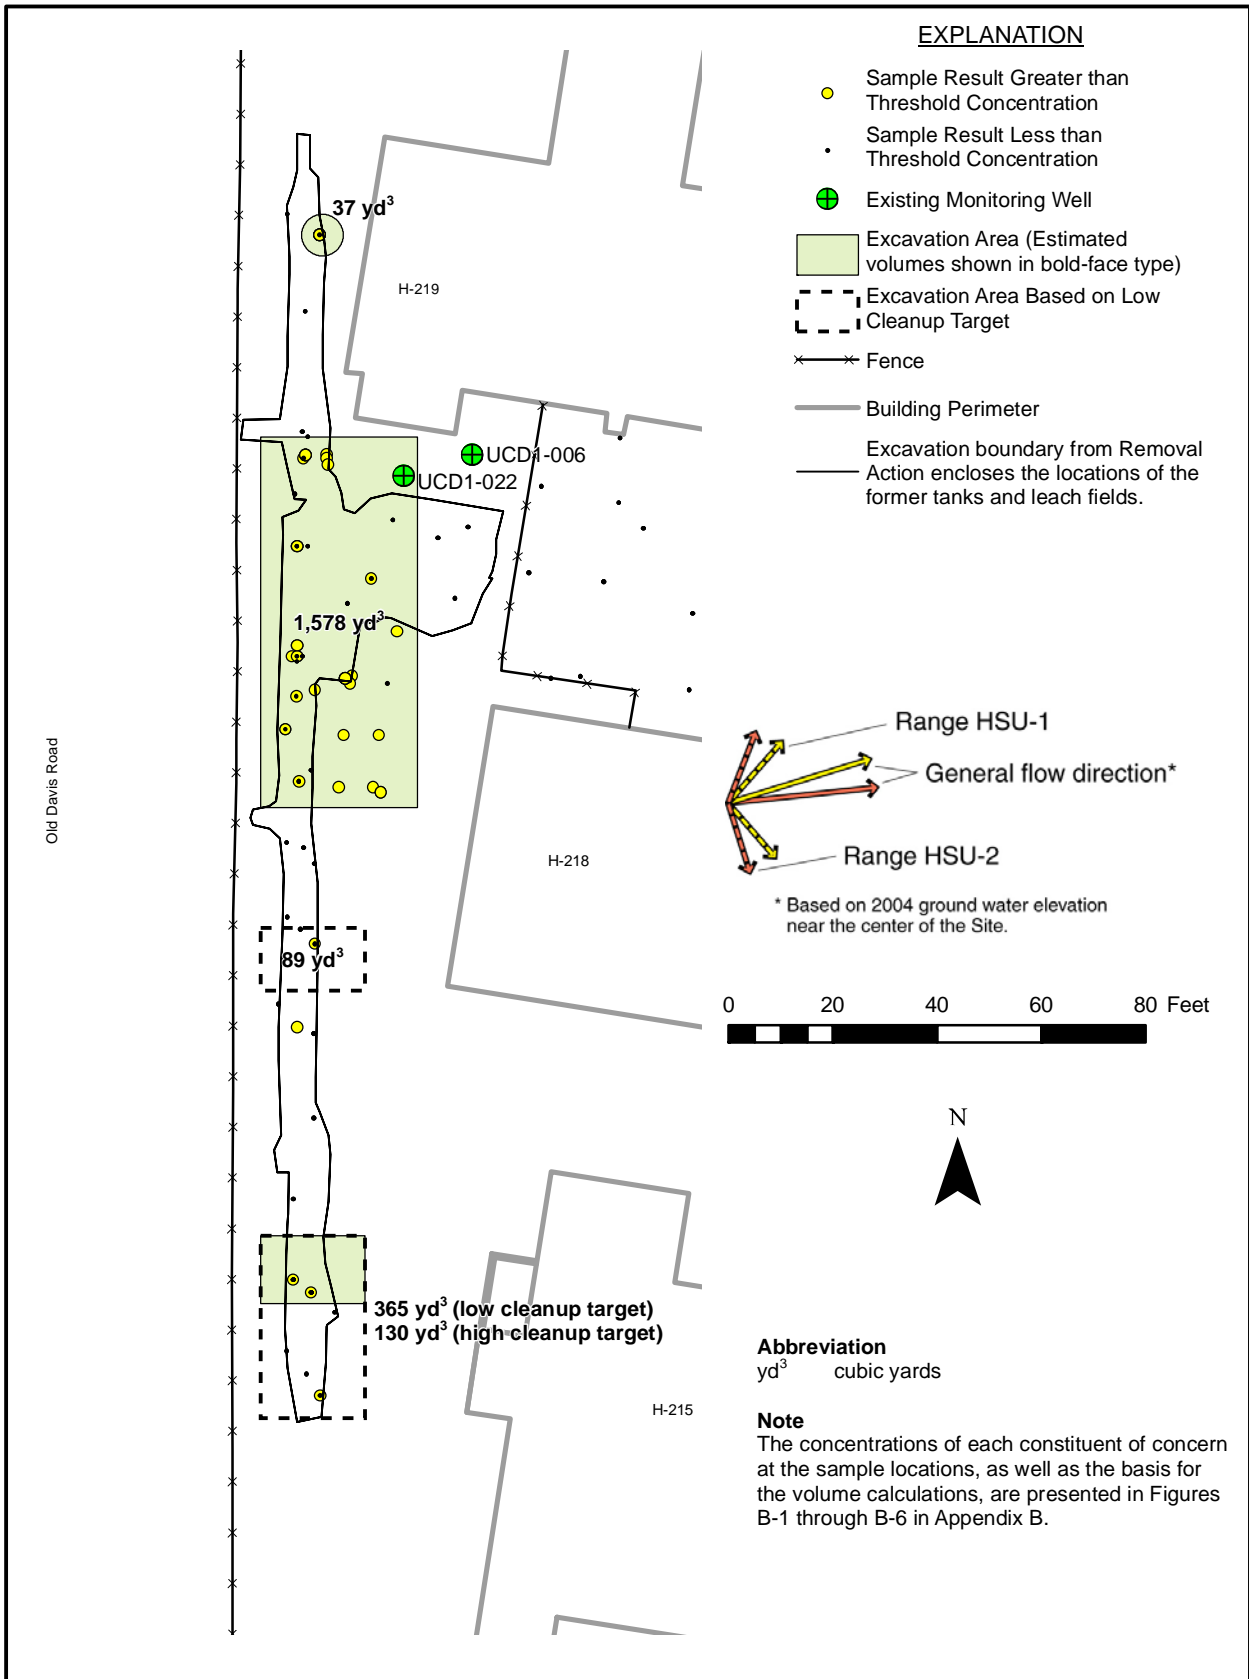 EXPLANATION
Sample Result Greater than
Threshold Concentration
Sample Result Less than
Threshold Concentration
Existing Monitoring Well
Excavation Area (Estimated
volumes shown in bold-face type)
Excavation Area Based on Low
Cleanup Target
Fence
Building Perimeter
Excavation boundary from Removal
Action encloses the locations of the
former tanks and leach fields.
37 yd³
H-219
UCD1-006
UCD1-022
1,578 yd³
Old Davis Road
H-218
89 yd³
365 yd³ (low cleanup target)
130 yd³ (high cleanup target)
H-215
Range HSU-1
General flow direction*
Range HSU-2
* Based on 2004 ground water elevation
near the center of the Site.
0 20 40 60 80 Feet
N
Abbreviation
yd³ cubic yards
Note
The concentrations of each constituent of concern
at the sample locations, as well as the basis for
the volume calculations, are presented in Figures
B-1 through B-6 in Appendix B.